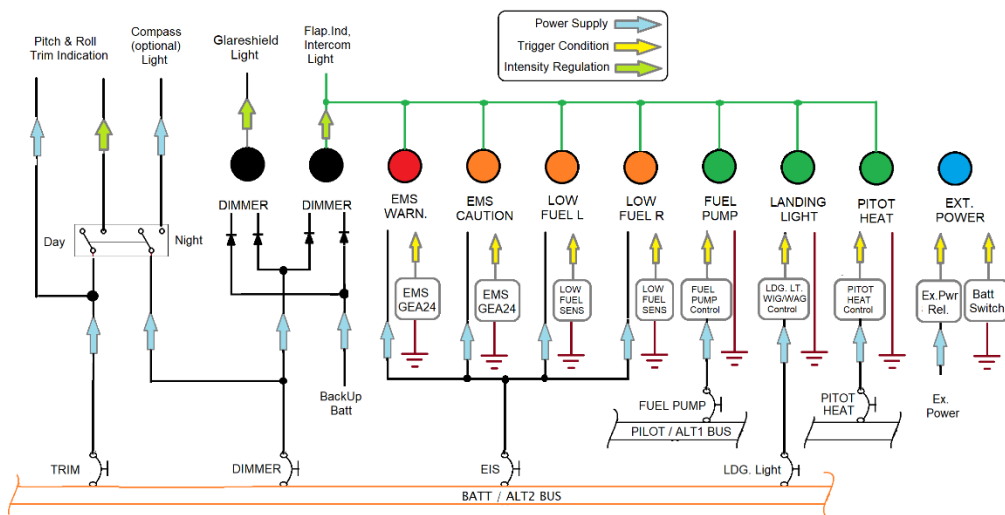 Pitch & Roll
Trim Indication
Compass
(optional)
Light
Glareshield
Light
Flap.Ind,
Intercom
Light
Power Supply
Trigger Condition
Intensity Regulation
Day
Night
DIMMER
DIMMER
EMS
WARN.
EMS
CAUTION
LOW
FUEL L
LOW
FUEL R
FUEL
PUMP
LANDING
LIGHT
PITOT
HEAT
EXT.
POWER
EMS
GEA24
EMS
GEA24
LOW
FUEL
SENS
LOW
FUEL
SENS
FUEL
PUMP
Control
LDG. LT.
WIG/WAG
Control
PITOT
HEAT
Control
Ex.Pwr
Rel.
Batt
Switch
BackUp
Batt
FUEL PUMP
PITOT
HEAT
Ex.
Power
PILOT / ALT1 BUS
TRIM
DIMMER
EIS
LDG. Light
BATT / ALT2 BUS